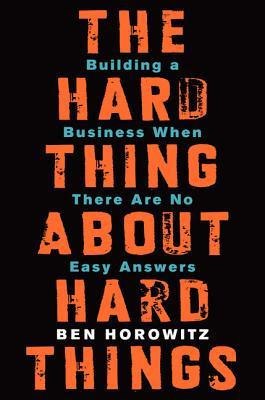 THE
Building a
HARD
Business When
THING
There Are No
ABOUT
Easy Answers
HARD
BEN HOROWITZ
THINGS